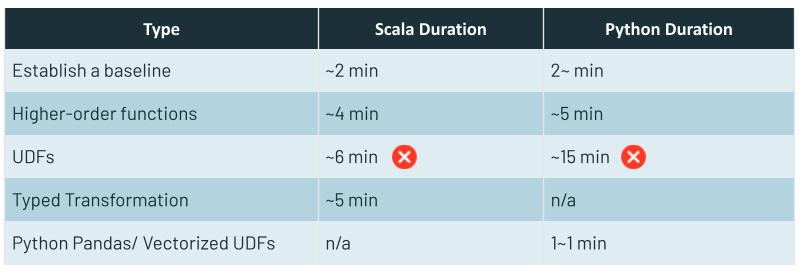 Type Scala Duration Python Duration
Establish a baseline ~2 min 2~ min
Higher-order functions ~4 min ~5 min
UDFs ~6 min ~15 min
Typed Transformation ~5 min n/a
Python Pandas/ Vectorized UDFs n/a 1~1 min